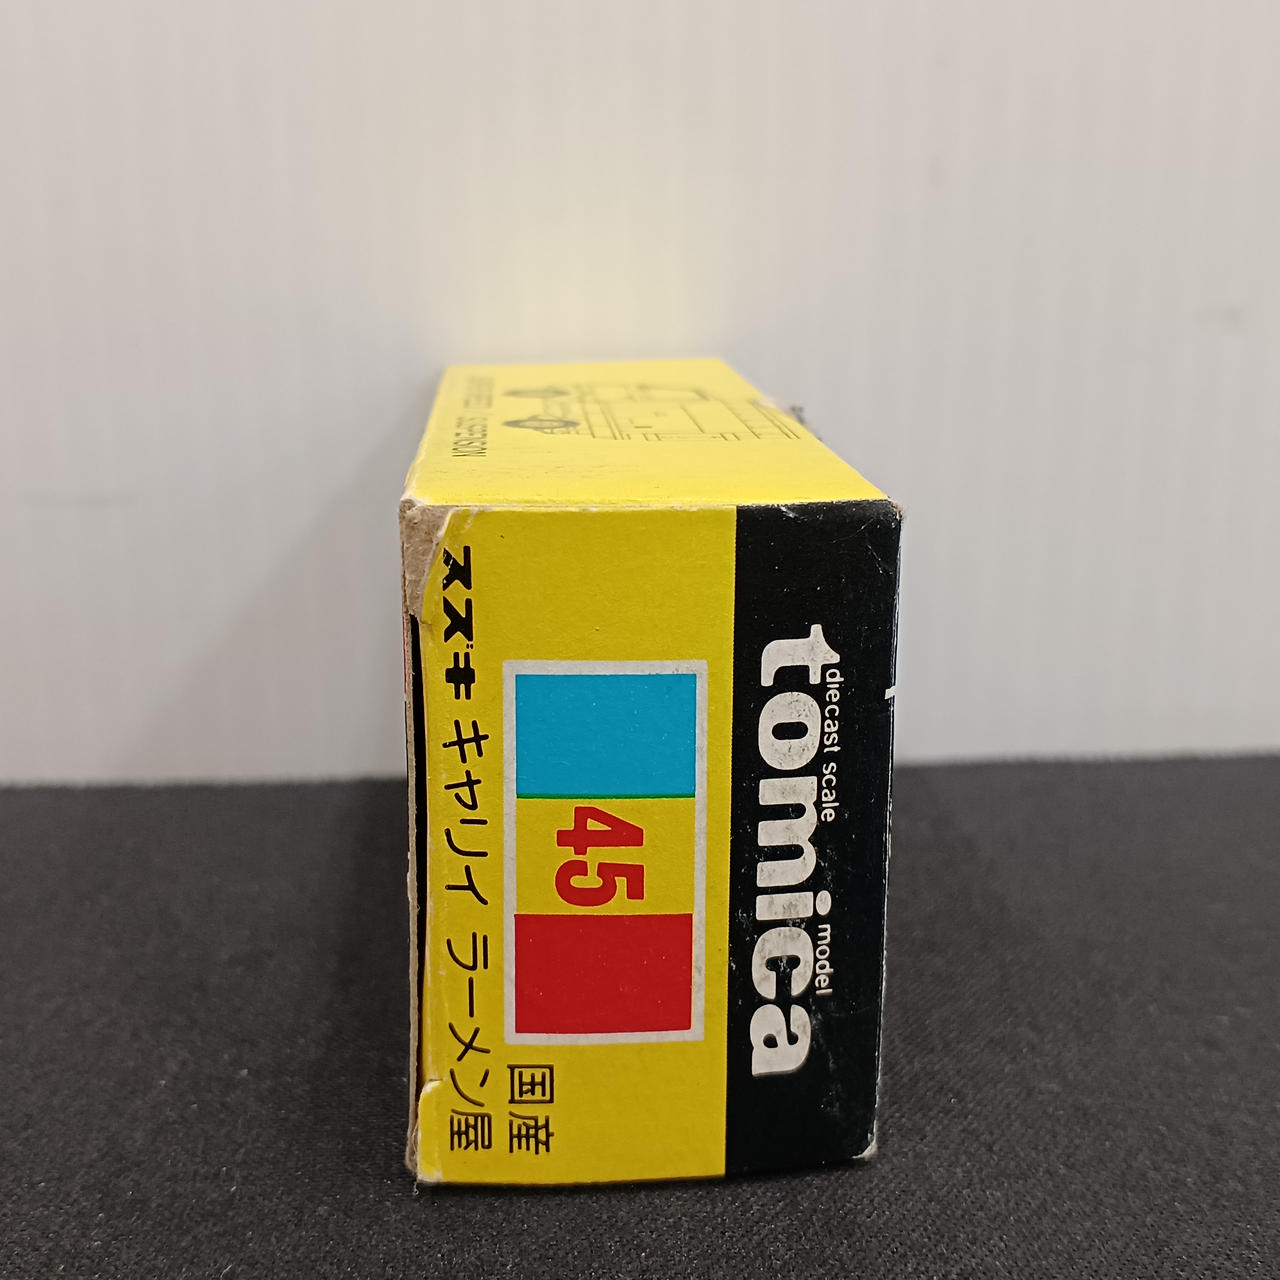 diecast scale model
tomica
45
国産
スズキ キャリイ ラーメン屋
SUSPENSION